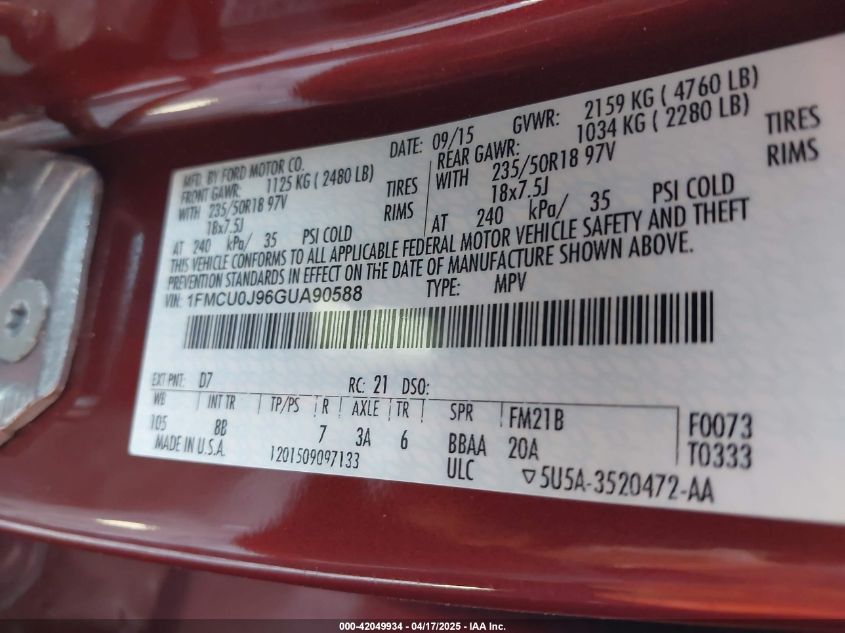 MFD. BY FORD MOTOR CO.
DATE: 09/15 GVWR: 2159 KG ( 4760 LB)
FRONT GAWR: 1125 KG ( 2480 LB) REAR GAWR: 1034 KG ( 2280 LB)
WITH 235/50R18 97V TIRES WITH 235/50R18 97V TIRES
18x7.5J RIMS 18x7.5J RIMS
AT 240 kPa/ 35 PSI COLD AT 240 kPa/ 35 PSI COLD
THIS VEHICLE CONFORMS TO ALL APPLICABLE FEDERAL MOTOR VEHICLE SAFETY AND THEFT
PREVENTION STANDARDS IN EFFECT ON THE DATE OF MANUFACTURE SHOWN ABOVE.
VIN: 1FMCU0J96GUA90588 TYPE: MPV
EXT PNT: D7 RC: 21 DSO:
WB INT TR TP/PS R AXLE TR SPR FM21B F0073
105 8B 7 3A 6 BBAA 20A T0333
MADE IN U.S.A. 1201509097133 ULC ▽5U5A-3520472-AA
000-42049934 - 04/17/2025 - IAA Inc.